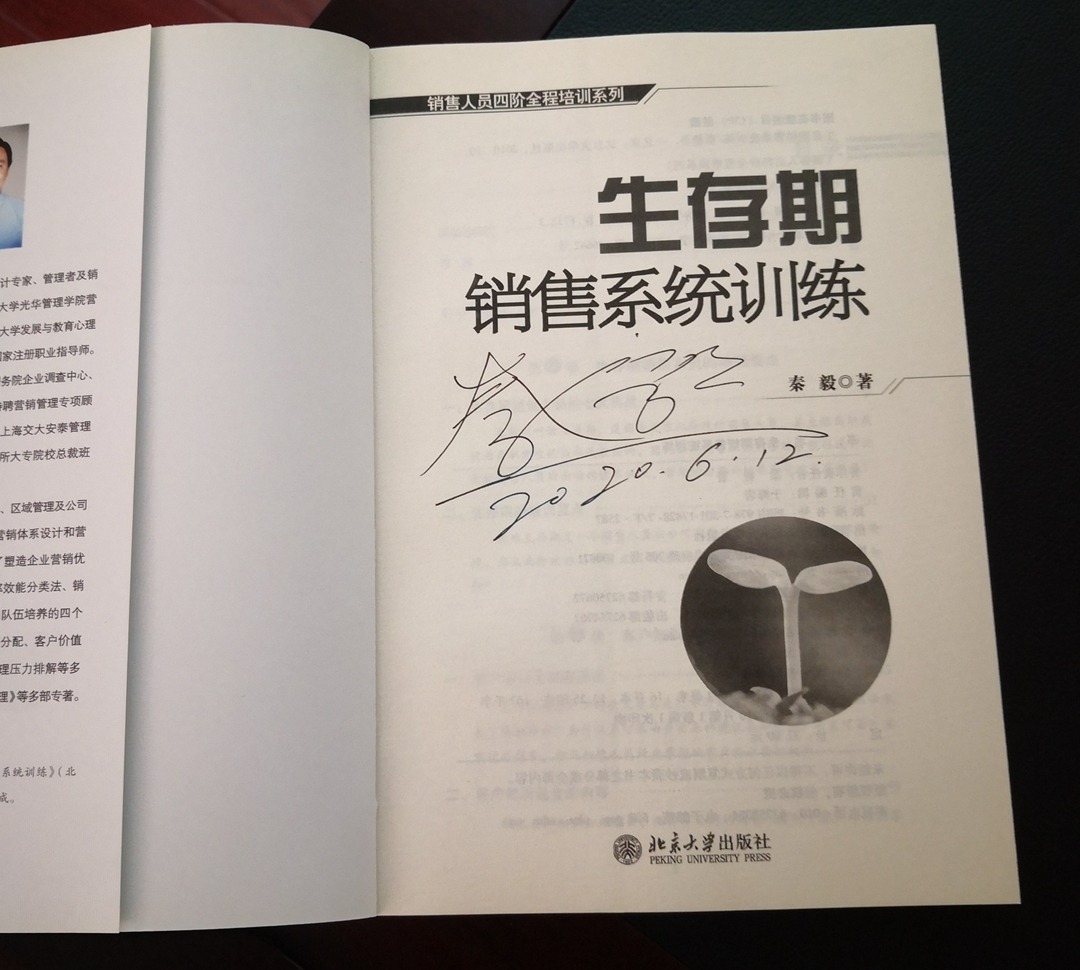 计专家、管理者及销
大学光华管理学院营
大学发展与教育心理
国家注册职业指导师。
务院企业调查中心、
特聘营销管理专项顾
上海交大安泰管理
所大专院校总裁班
、区域管理及公司
营销体系设计和营
塑造企业营销优
效能分类法、销
队伍培养的四个
分配、客户价值
理压力排解等多
理》等多部专著。
系统训练》(北
成。
销售人员四阶全程培训系列
生存期
销售系统训练
秦 毅◎著
秦毅
2020.6.12.
北京大学出版社
PEKING UNIVERSITY PRESS